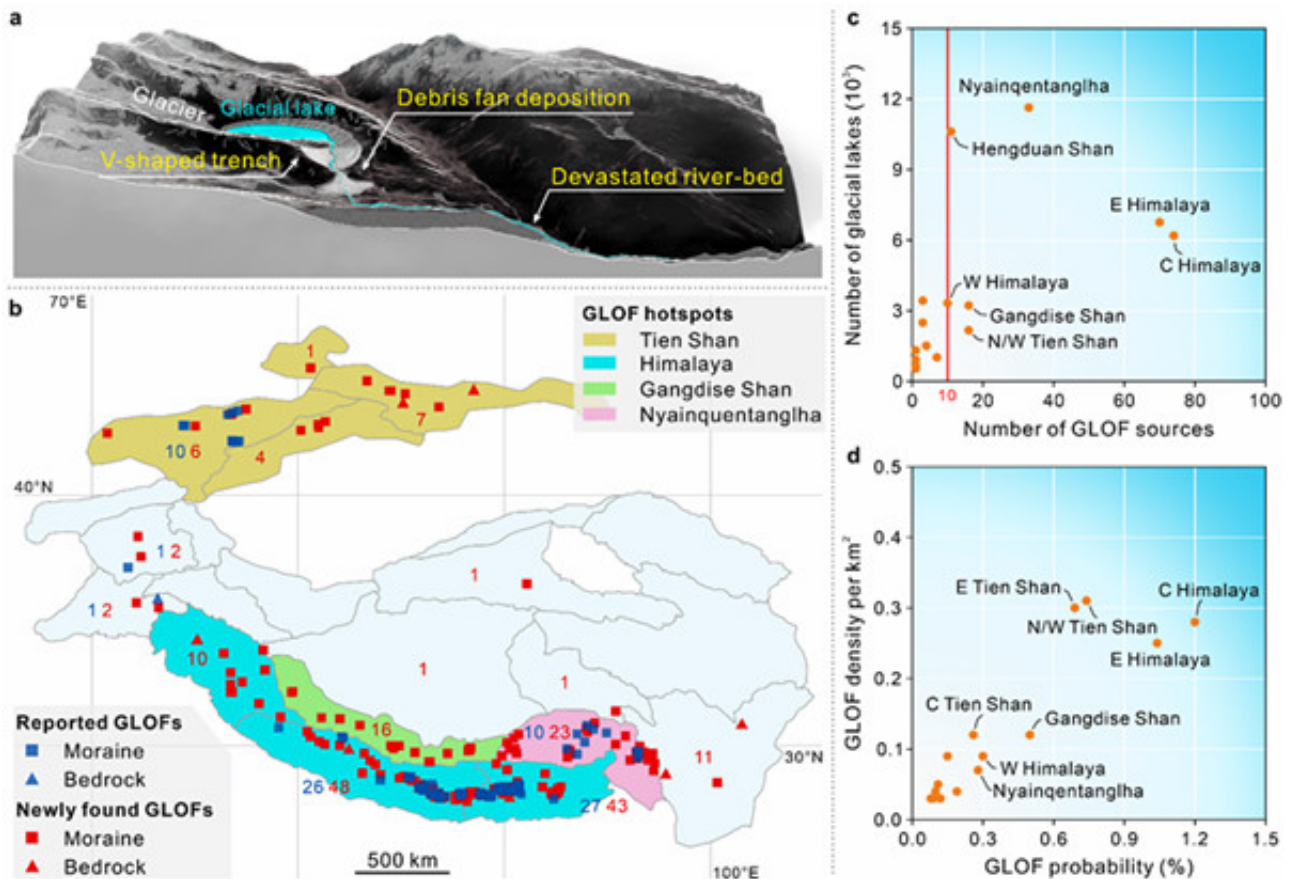 a
Glacier
Glacial lake
Debris fan deposition
V-shaped trench
Devastated river-bed
b
70°E
40°N
30°N
100°E
GLOF hotspots
Tien Shan
Himalaya
Gangdise Shan
Nyainquentanglha
1
7
10 6
4
1 2
1 2
1
10
1
1
16
10 23
11
26 48
27 43
Reported GLOFs
Moraine
Bedrock
Newly found GLOFs
Moraine
Bedrock
500 km
c
Number of glacial lakes (10³)
15
12
9
6
3
0
Nyainqentanglha
Hengduan Shan
E Himalaya
C Himalaya
W Himalaya
Gangdise Shan
N/W Tien Shan
0 10 20 40 60 80 100
Number of GLOF sources
d
GLOF density per km²
0.5
0.4
0.3
0.2
0.1
0.0
E Tien Shan
C Himalaya
N/W Tien Shan
E Himalaya
C Tien Shan
Gangdise Shan
W Himalaya
Nyainqentanglha
0.0 0.3 0.6 0.9 1.2 1.5
GLOF probability (%)